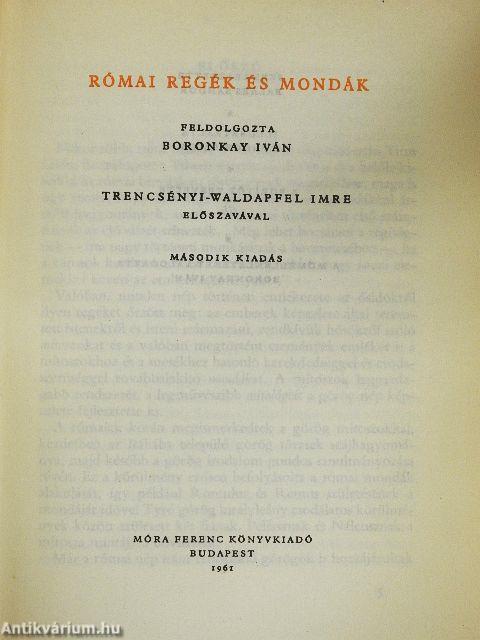 RÓMAI REGÉK ÉS MONDÁK
FELDOLGOZTA
BORONKAY IVÁN
TRENCSÉNYI-WALDAPFEL IMRE
ELŐSZAVÁVAL
MÁSODIK KIADÁS
MÓRA FERENC KÖNYVKIADÓ
BUDAPEST
1961
Antikvárium.hu